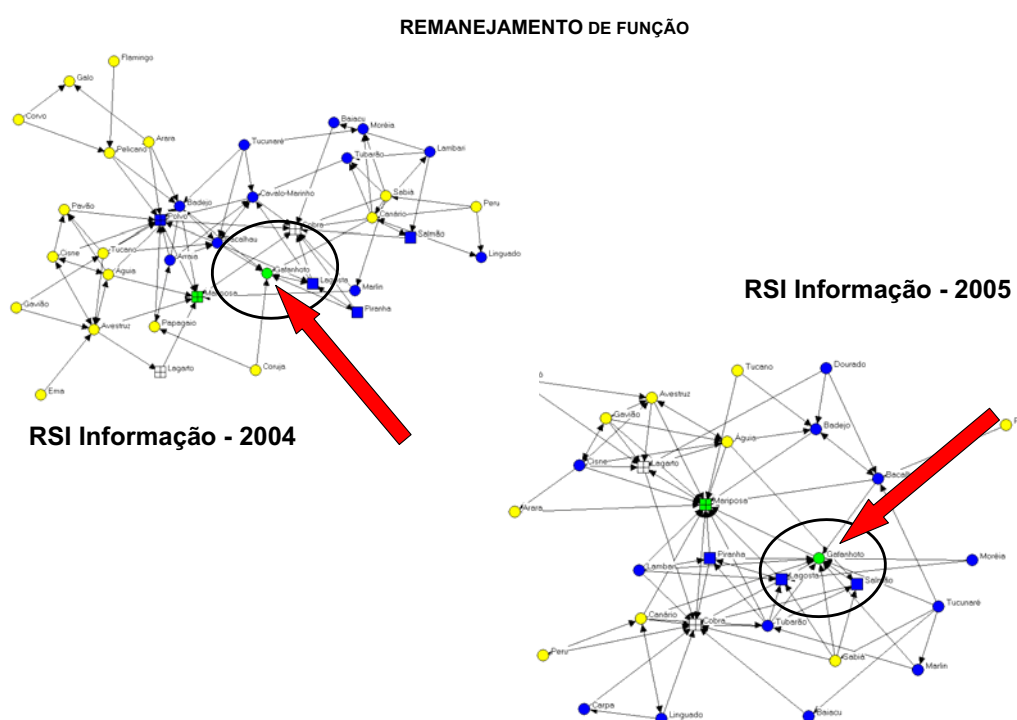 REMANEJAMENTO DE FUNÇÃO
Flamingo
Galo
Corvo
Pelicano
Arara
Tucunaré
Baiacu
Moréia
Tubarão
Lambari
Cavalo-Marinho
Sabiá
Canário
Peru
Pavão
Badejo
Polvo
Cobra
Salmão
Linguado
Cisne
Tucano
Arraia
Bacalhau
Águia
Gafanhoto
Lagosta
Marlin
Mariposa
Piranha
Gavião
Avestruz
Papagaio
Lagarto
Coruja
Ema
RSI Informação - 2004
RSI Informação - 2005
Avestruz
Tucano
Dourado
Gavião
Águia
Badejo
Cisne
Lagarto
Arara
Mariposa
Piranha
Gafanhoto
Moréia
Lambari
Lagosta
Salmão
Canário
Cobra
Tubarão
Tucunaré
Peru
Sabiá
Marlin
Carpa
Linguado
Baiacu